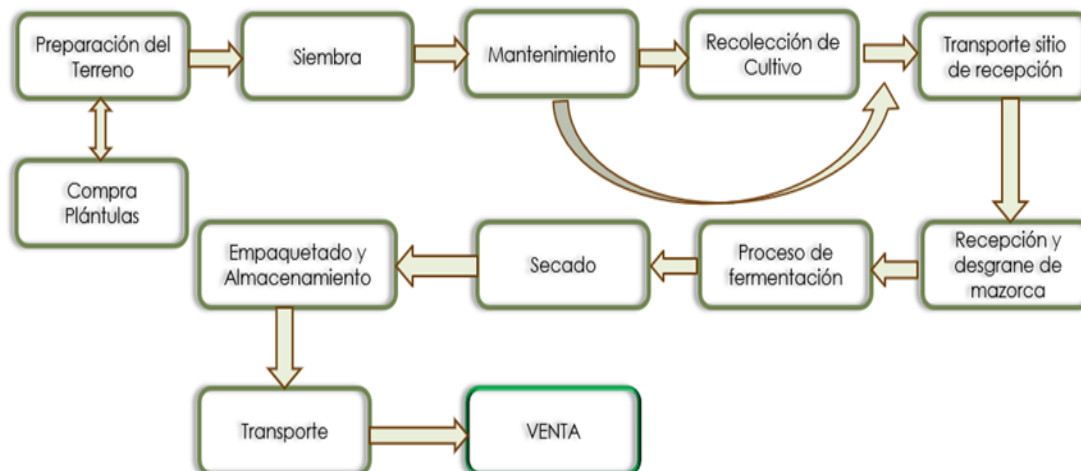 Preparación del
Terreno
Siembra
Mantenimiento
Recolección de
Cultivo
Transporte sitio
de recepción
Compra
Plántulas
Empaquetado y
Almacenamiento
Secado
Proceso de
fermentación
Recepción y
desgrane de
mazorca
Transporte
VENTA